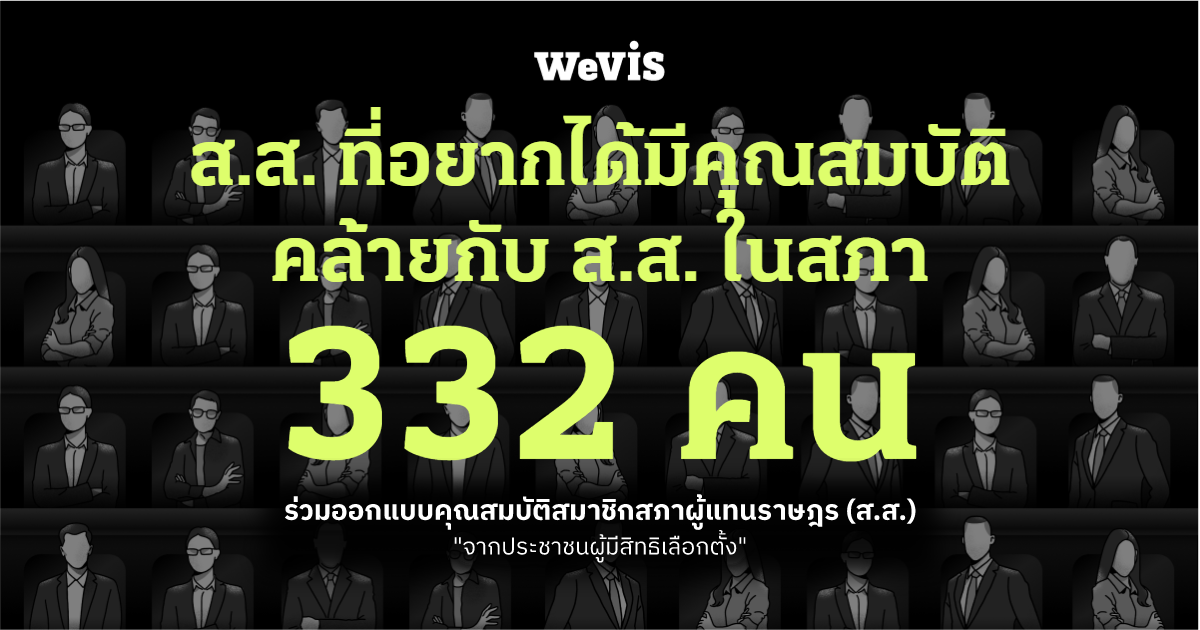 WeVIS
ส.ส. ที่อยากได้มีคุณสมบัติ
คล้ายกับ ส.ส. ในสภา
332 คน
ร่วมออกแบบคุณสมบัติสมาชิกสภาผู้แทนราษฎร (ส.ส.)
"จากประชาชนผู้มีสิทธิเลือกตั้ง"